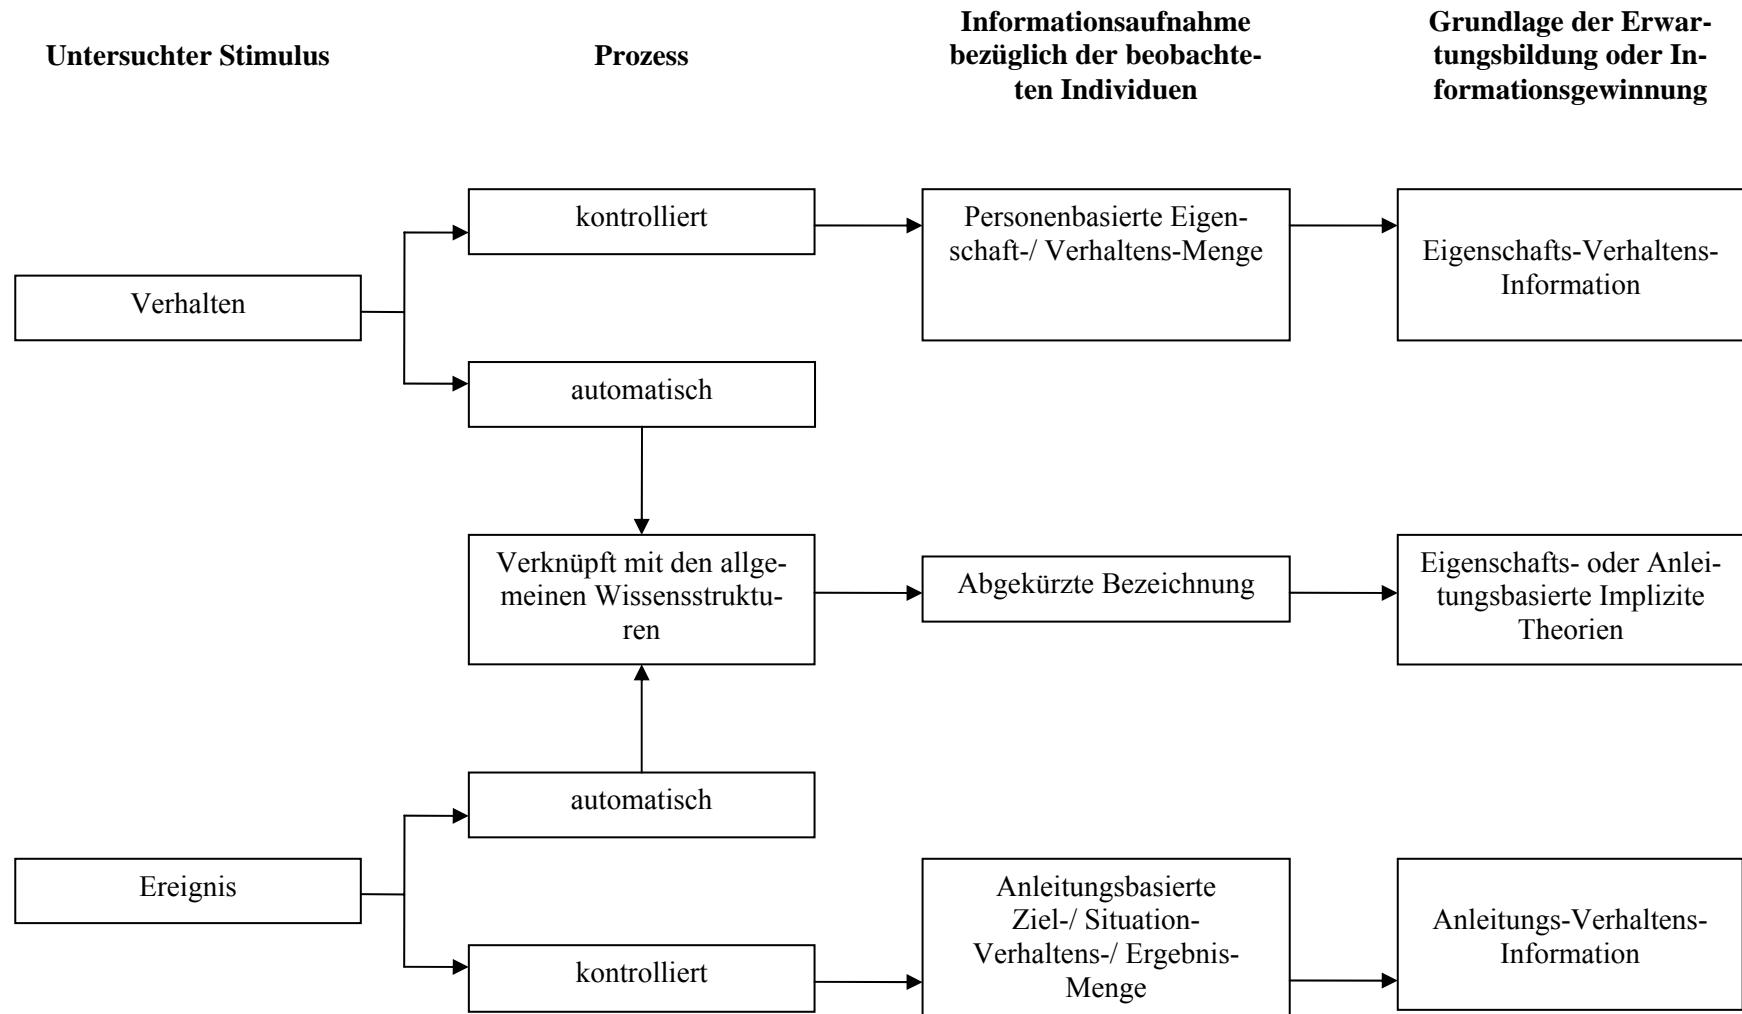 Untersuchter Stimulus
Prozess
Informationsaufnahme
bezüglich der beobachte-
ten Individuen
Grundlage der Erwar-
tungsbildung oder In-
formationsgewinnung
kontrolliert
Personenbasierte Eigen-
schaft-/ Verhaltens-Menge
Eigenschafts-Verhaltens-
Information
Verhalten
automatisch
Verknüpft mit den allge-
meinen Wissensstruktu-
ren
Abgekürzte Bezeichnung
Eigenschafts- oder Anlei-
tungsbasierte Implizite
Theorien
automatisch
Ereignis
Anleitungsbasierte
Ziel-/ Situation-
Verhaltens-/ Ergebnis-
Menge
Anleitungs-Verhaltens-
Information
kontrolliert